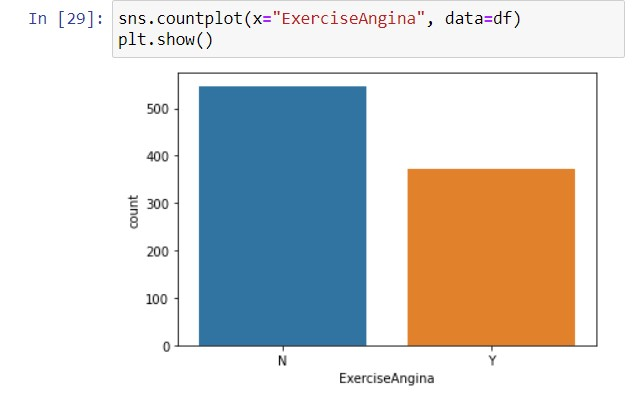 In [29]: sns.countplot(x="ExerciseAngina", data=df)
plt.show()
500
400
300
200
100
0
count
N Y
ExerciseAngina